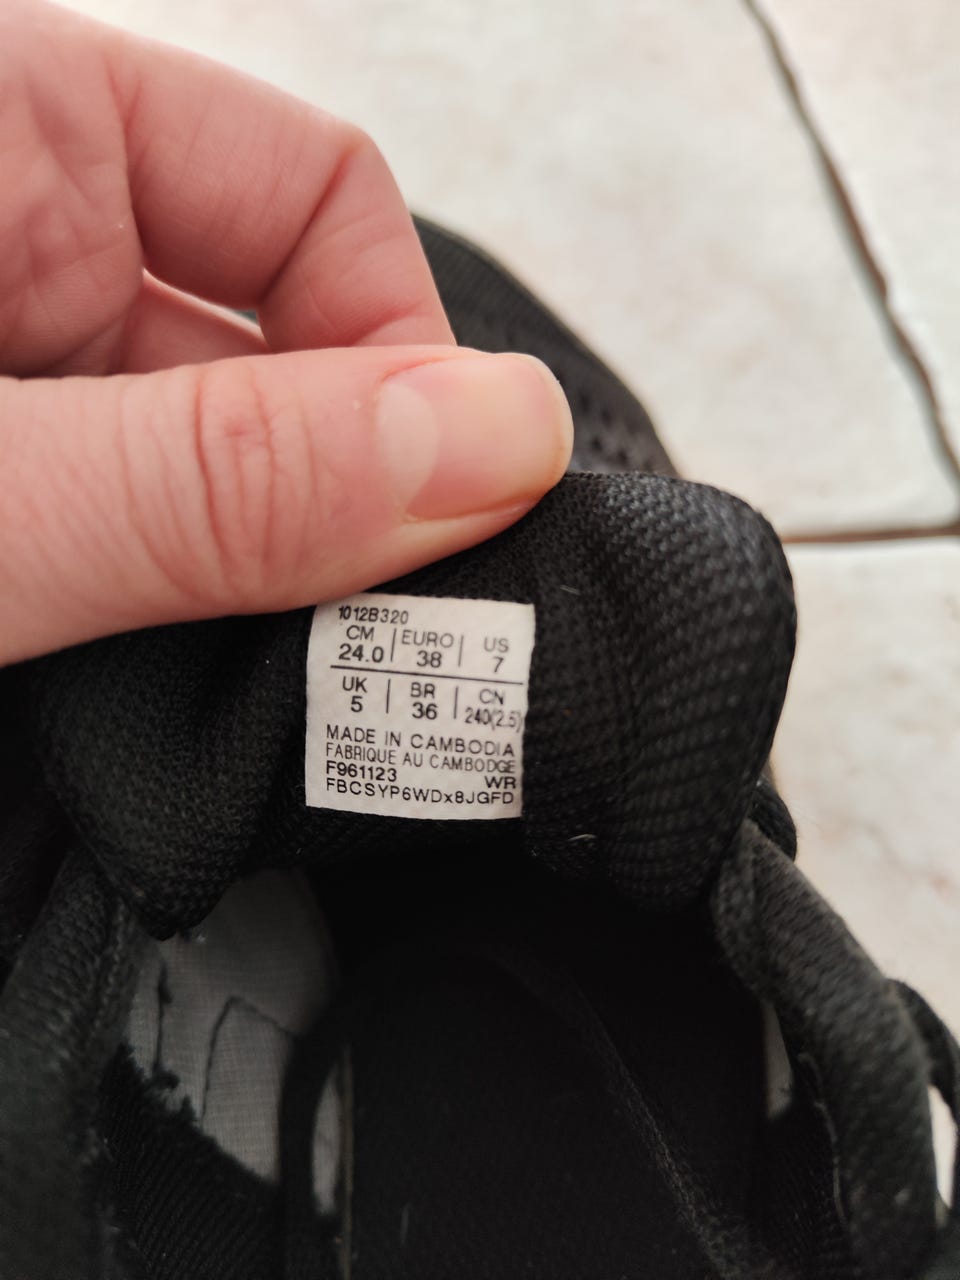 1012B320
CM | EURO | US
24.0 | 38 | 7
UK | BR | CN
5 | 36 | 240(2.5)
MADE IN CAMBODIA
FABRIQUE AU CAMBODGE
F961123 WR
FBCSYP6WDx8JGFD